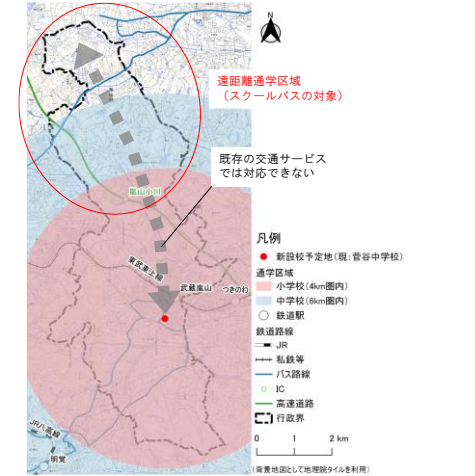 N
遠距離通学区域
（スクールバスの対象）
既存の交通サービス
では対応できない
嵐山小川
東武東上線
武蔵嵐山
つきのわ
JR八高線
明覚
凡例
新設校予定地（現：菅谷中学校）
通学区域
小学校（4km圏内）
中学校（6km圏内）
鉄道駅
鉄道路線
JR
私鉄等
バス路線
IC
高速道路
行政界
0 1 2 km
（背景地図として地理院タイルを利用）